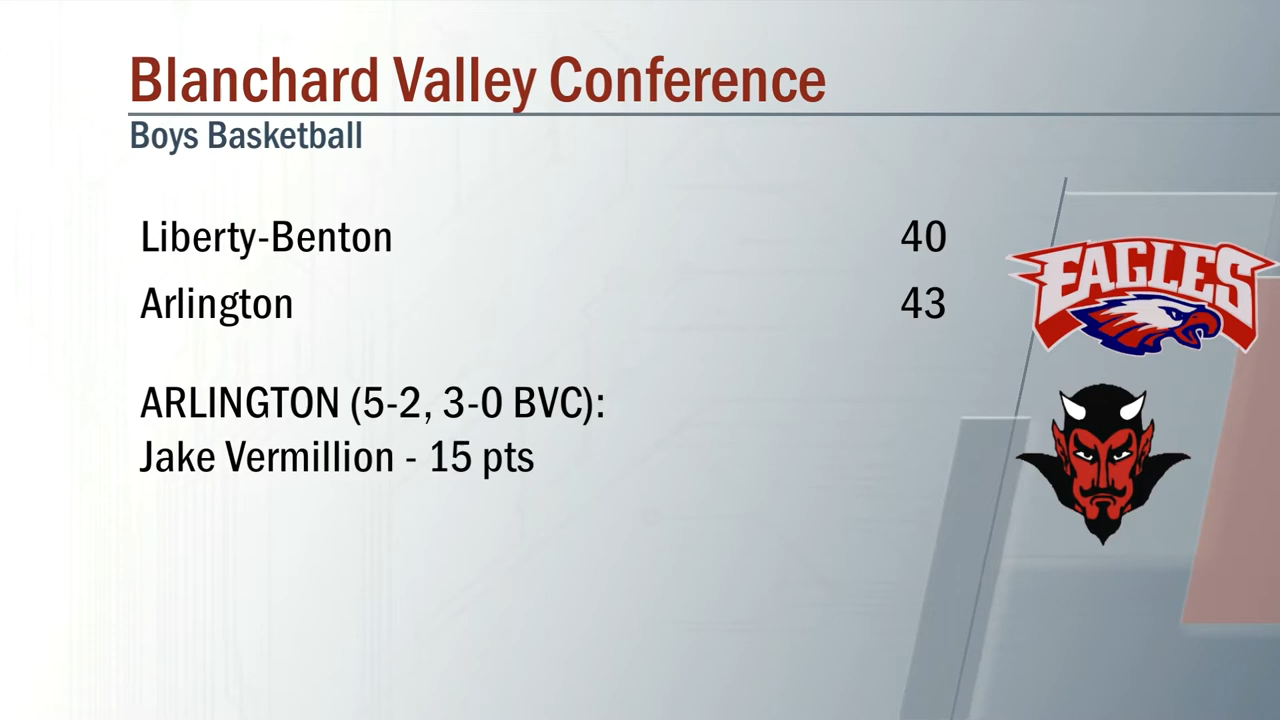 Blanchard Valley Conference
Boys Basketball
Liberty-Benton 40
Arlington 43
EAGLES
ARLINGTON (5-2, 3-0 BVC):
Jake Vermillion - 15 pts